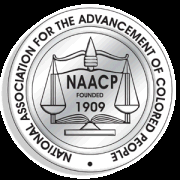 NATIONAL ASSOCIATION FOR THE ADVANCEMENT OF COLORED PEOPLE
NAACP
FOUNDED
1909